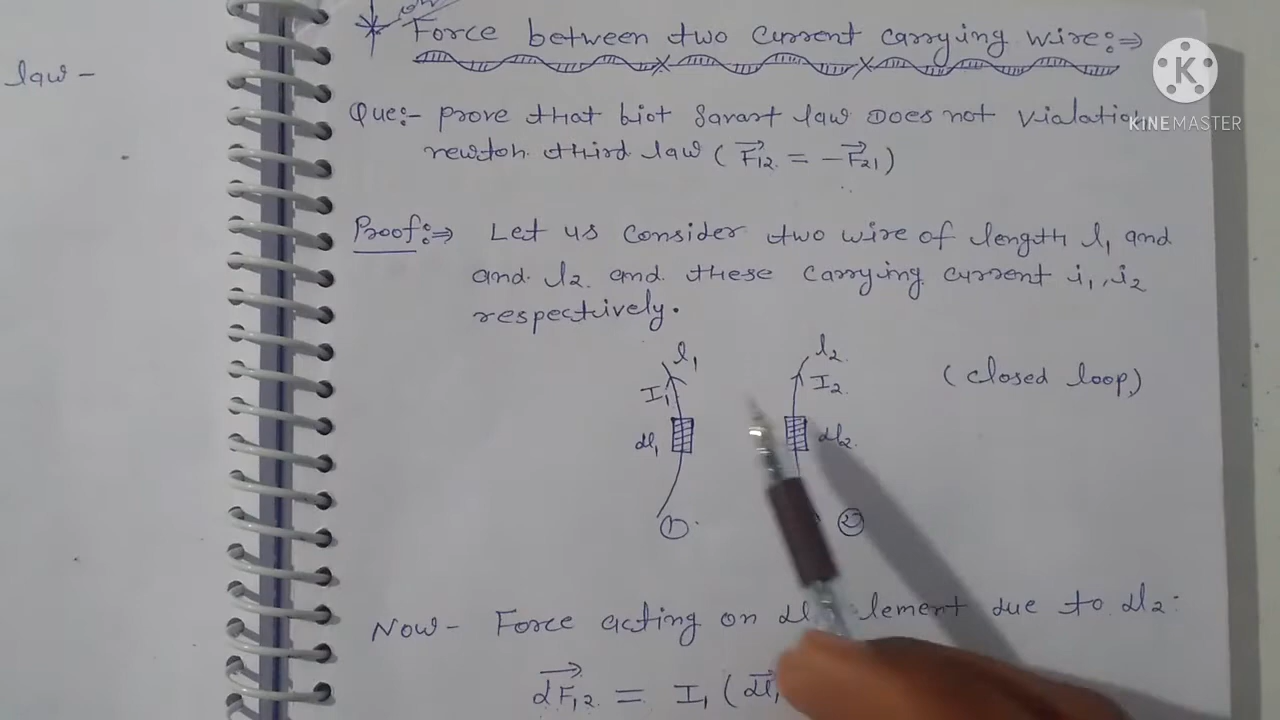 law -
Force between two current carrying wire:⇒
Que:- prove that biot Savart law Does not
newton third law ( F⃗12 = - F⃗21 )
Proof:⇒ Let us consider two wire of length l1 and
and l2 and these carrying current i1, i2
respectively.
l1
l2
I1
I2
(closed loop)
dl1
dl2
1
2
Now - Force acting on lement due to dl2:
dF⃗12 = I1 ( dl⃗1
K
KINEMASTER